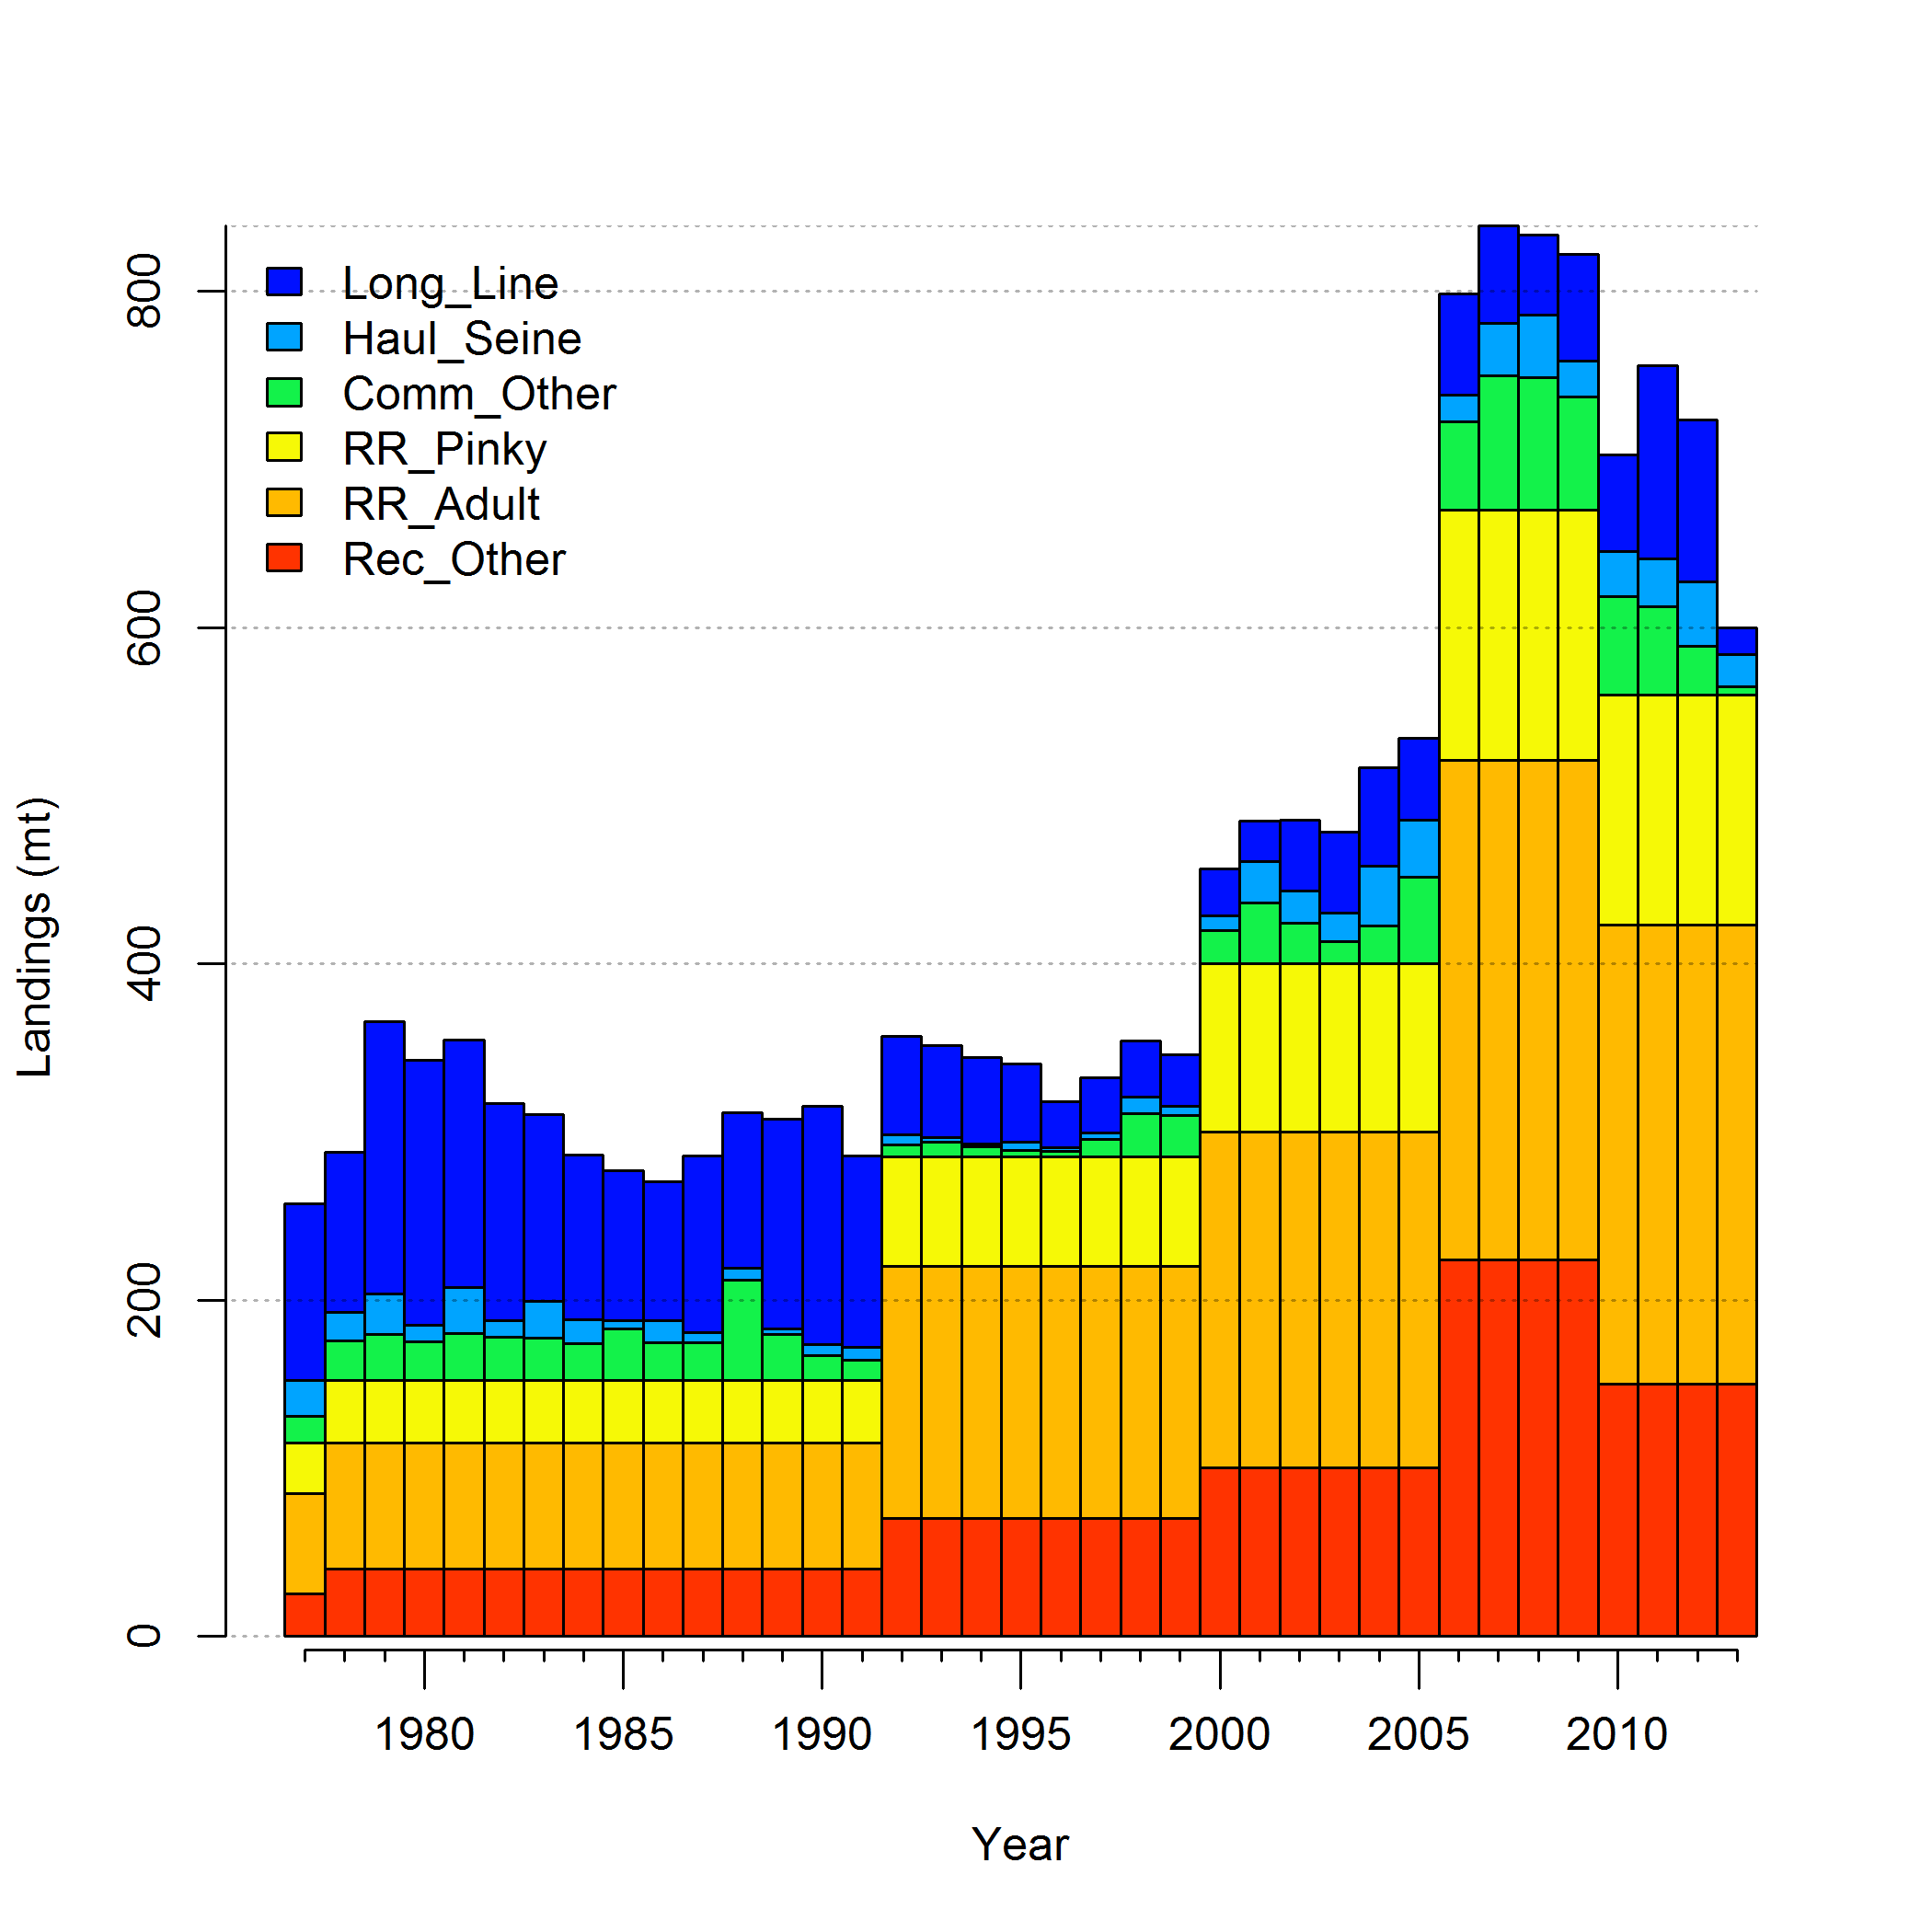 800
600
400
200
0
Landings (mt)
Long_Line
Haul_Seine
Comm_Other
RR_Pinky
RR_Adult
Rec_Other
1980 1985 1990 1995 2000 2005 2010
Year